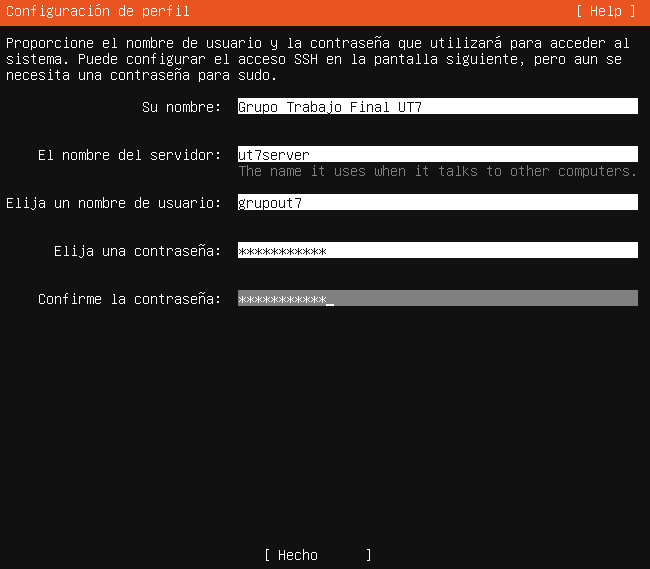 Configuración de perfil [ Help ]
Proporcione el nombre de usuario y la contraseña que utilizará para acceder al
sistema. Puede configurar el acceso SSH en la pantalla siguiente, pero aun se
necesita una contraseña para sudo.
Su nombre: Grupo Trabajo Final UT7
El nombre del servidor: ut7server
The name it uses when it talks to other computers.
Elija un nombre de usuario: grupout7
Elija una contraseña: ***********
Confirme la contraseña: ***********_
[ Hecho ]